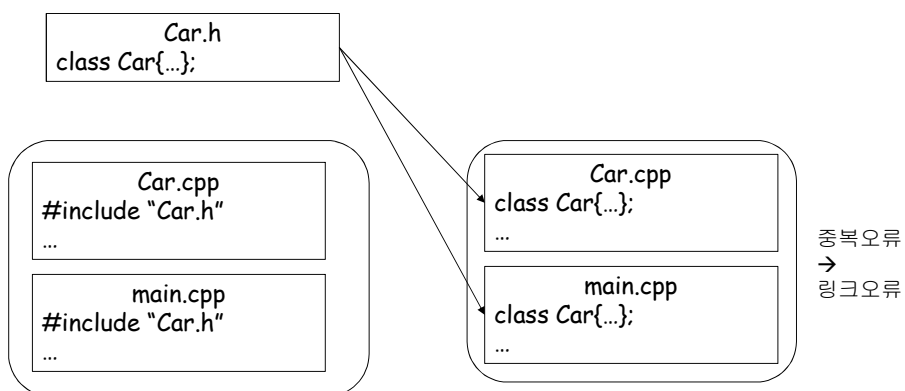 Car.h
class Car{…};
Car.cpp
#include “Car.h”
…
main.cpp
#include “Car.h”
…
Car.cpp
class Car{…};
…
main.cpp
class Car{…};
…
중복오류
→
링크오류